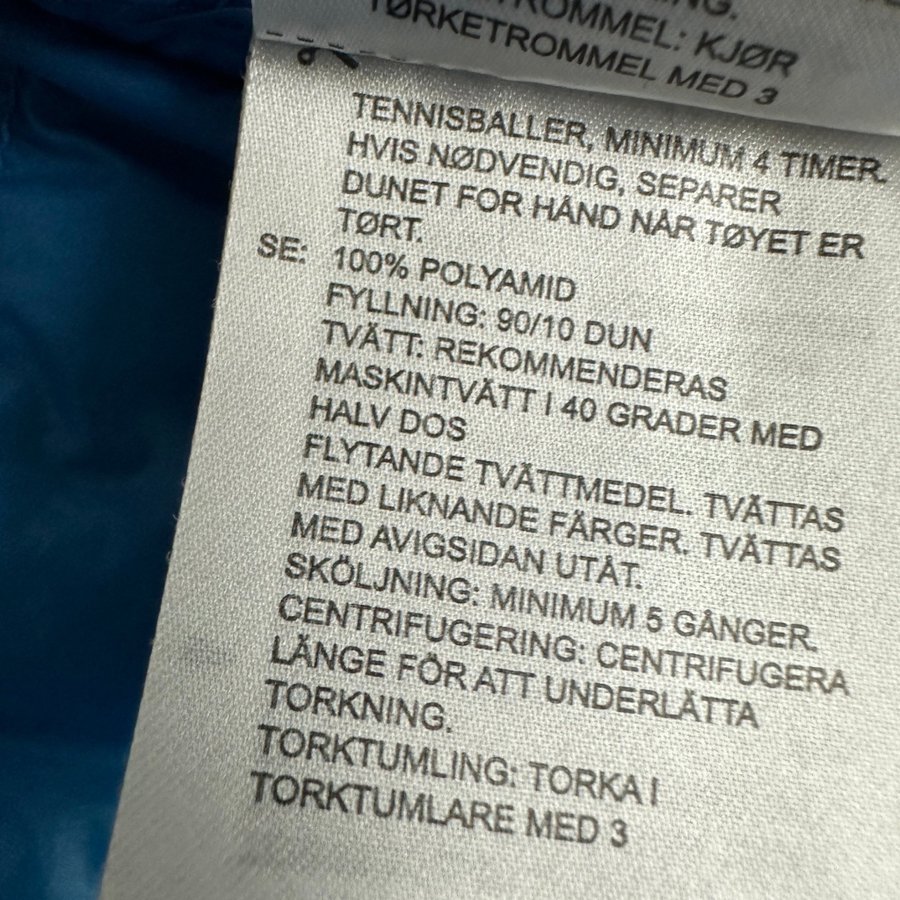 TROMMEL: KJØR
TØRKETROMMEL MED 3
TENNISBALLER, MINIMUM 4 TIMER.
HVIS NØDVENDIG, SEPARER
DUNET FOR HÅND NÅR TØYET ER
TØRT.
SE: 100% POLYAMID
FYLLNING: 90/10 DUN
TVÄTT: REKOMMENDERAS
MASKINTVÄTT I 40 GRADER MED
HALV DOS
FLYTANDE TVÄTTMEDEL. TVÄTTAS
MED LIKNANDE FÄRGER. TVÄTTAS
MED AVIGSIDAN UTÅT.
SKÖLJNING: MINIMUM 5 GÅNGER.
CENTRIFUGERING: CENTRIFUGERA
LÄNGE FÖR ATT UNDERLÄTTA
TORKNING.
TORKTUMLING: TORKA I
TORKTUMLARE MED 3